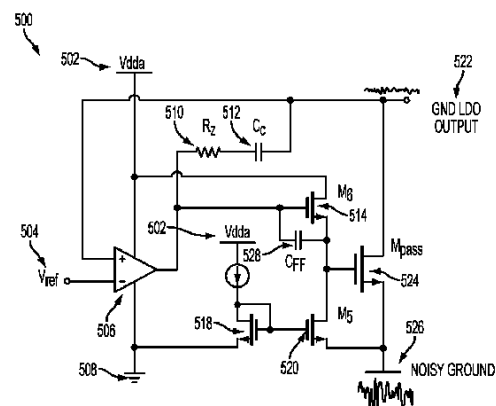 500
502
Vdda
522
GND LDO
OUTPUT
510
512
Rz
Cc
M6
514
504
502
Vdda
528
CFF
Mpass
524
Vref
+
-
506
518
M5
520
526
508
NOISY GROUND